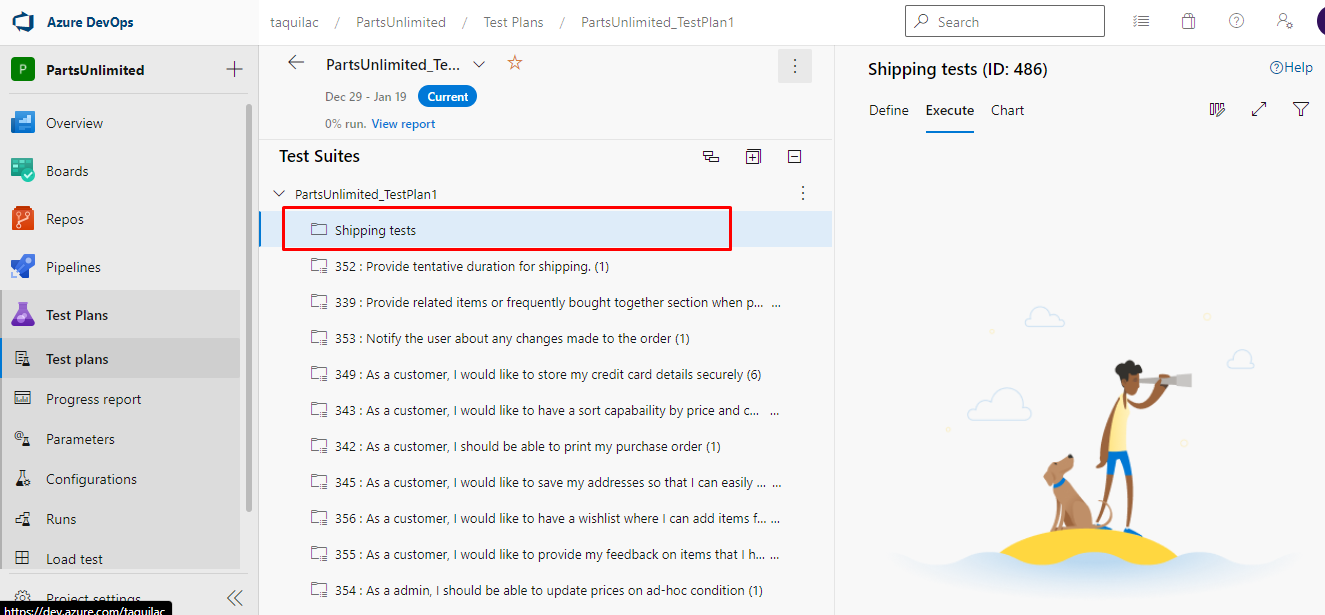 Azure DevOps
taquilac / PartsUnlimited / Test Plans / PartsUnlimited_TestPlan1
Search
P PartsUnlimited
Overview
Boards
Repos
Pipelines
Test Plans
Test plans
Progress report
Parameters
Configurations
Runs
Load test
Project settings
https://dev.azure.com/taquilac
PartsUnlimited_Te...
Dec 29 - Jan 19 Current
0% run. View report
Test Suites
PartsUnlimited_TestPlan1
Shipping tests
352 : Provide tentative duration for shipping. (1)
339 : Provide related items or frequently bought together section when p... ...
353 : Notify the user about any changes made to the order (1)
349 : As a customer, I would like to store my credit card details securely (6)
343 : As a customer, I would like to have a sort capabaility by price and c... ...
342 : As a customer, I should be able to print my purchase order (1)
345 : As a customer, I would like to save my addresses so that I can easily ... ...
356 : As a customer, I would like to have a wishlist where I can add items f... ...
355 : As a customer, I would like to provide my feedback on items that I h... ...
354 : As a admin, I should be able to update prices on ad-hoc condition (1)
Shipping tests (ID: 486)
Help
Define Execute Chart